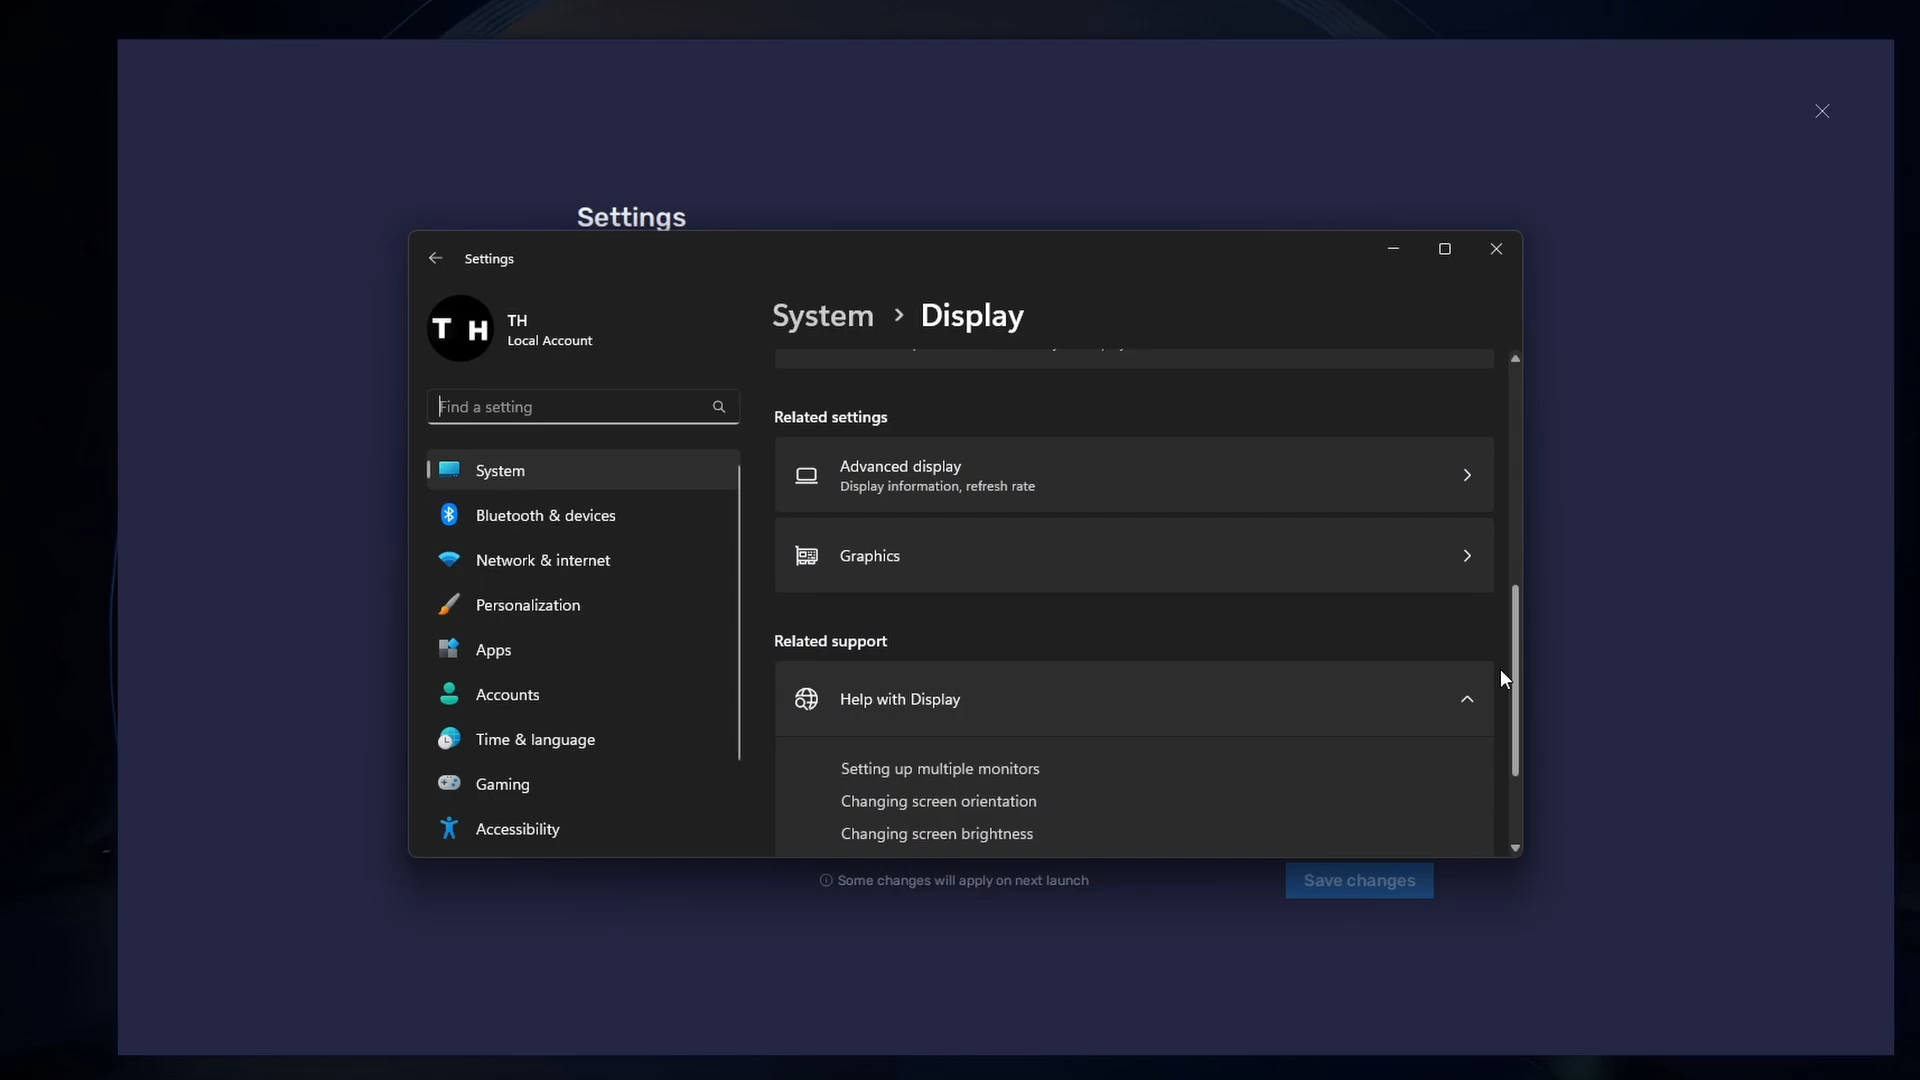 Settings
Settings
TH
TH
Local Account
Find a setting
System
Bluetooth & devices
Network & internet
Personalization
Apps
Accounts
Time & language
Gaming
Accessibility
System > Display
Related settings
Advanced display
Display information, refresh rate
Graphics
Related support
Help with Display
Setting up multiple monitors
Changing screen orientation
Changing screen brightness
Some changes will apply on next launch
Save changes